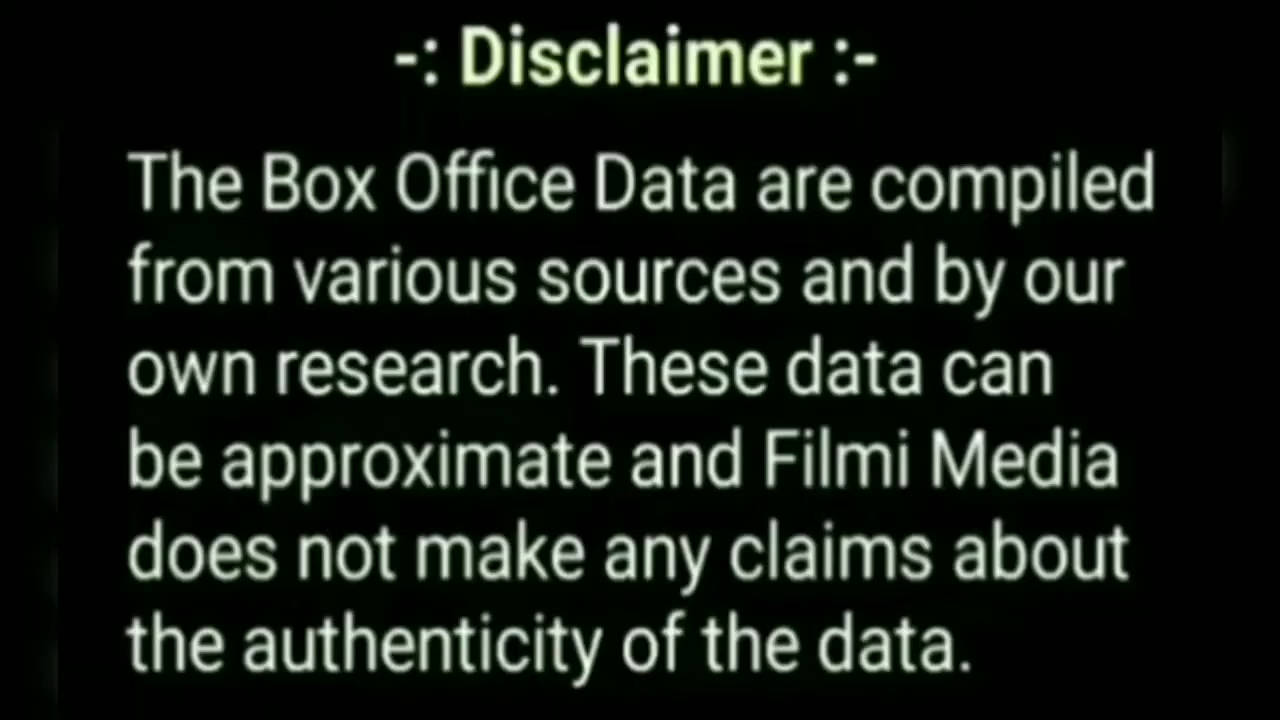 -: Disclaimer :-
The Box Office Data are compiled
from various sources and by our
own research. These data can
be approximate and Filmi Media
does not make any claims about
the authenticity of the data.